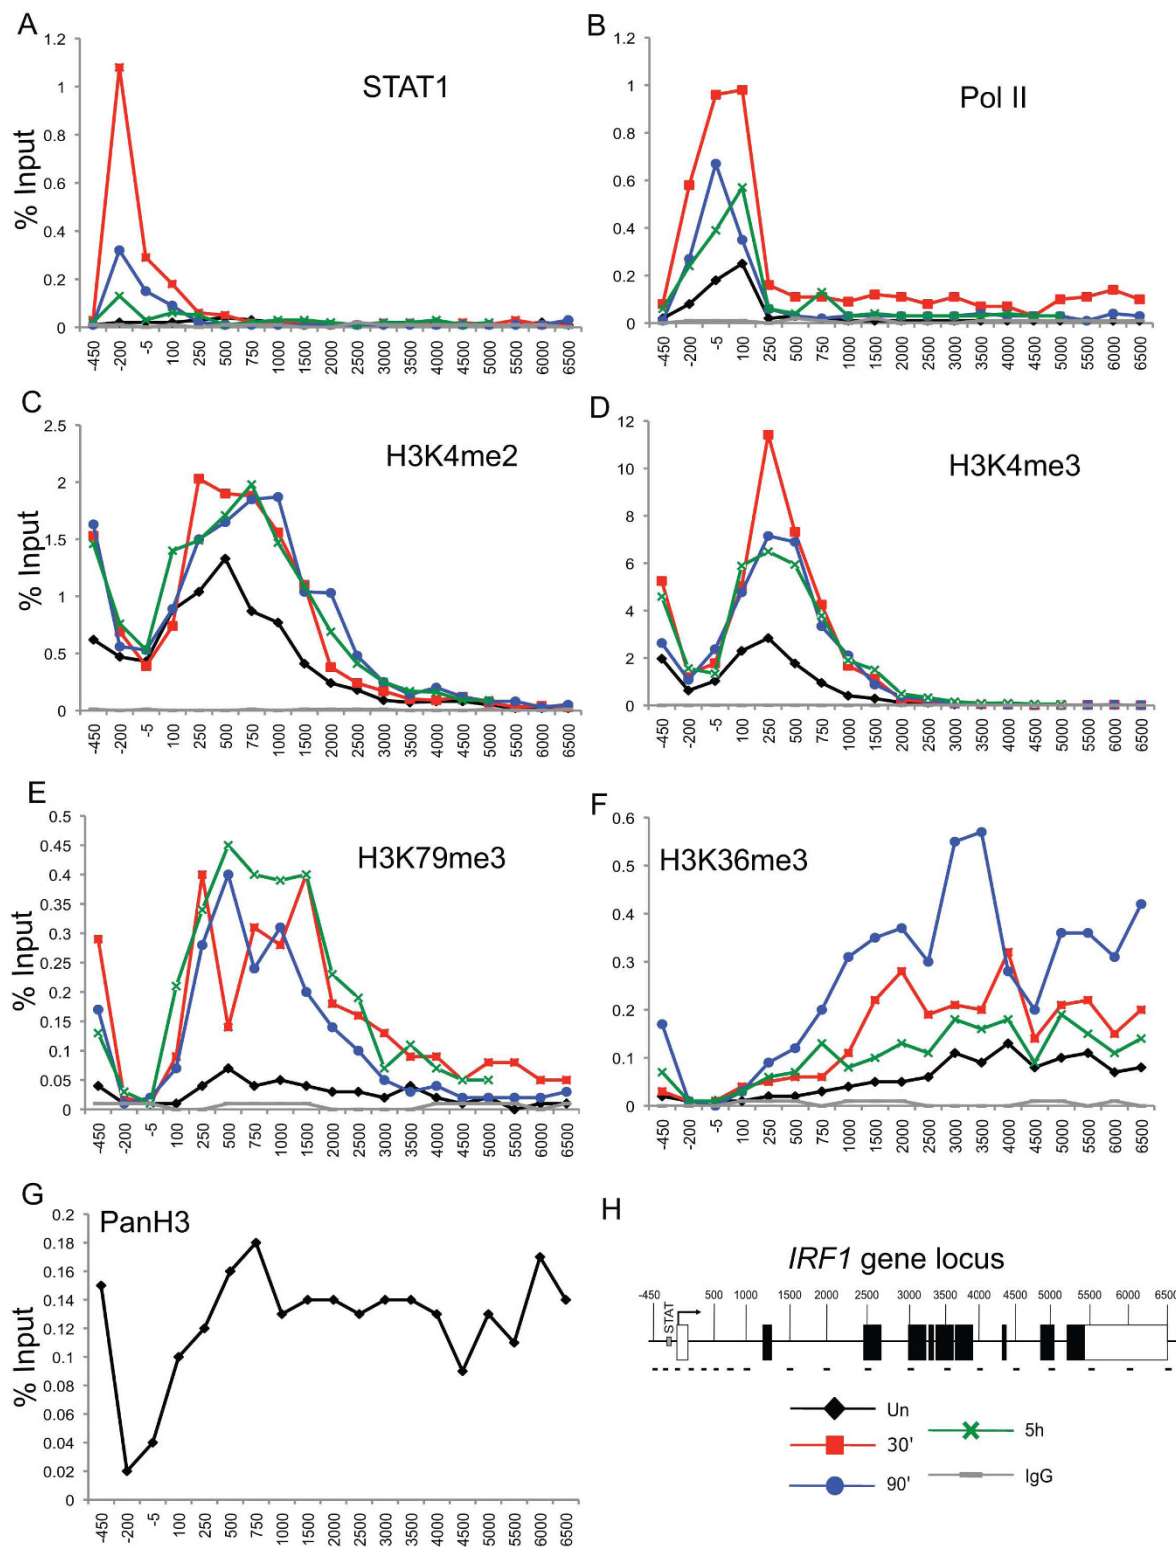 A
STAT1
% Input
1.2
1
0.8
0.6
0.4
0.2
0
-450 -200 -5 100 250 500 750 1000 1500 2000 2500 3000 3500 4000 4500 5000 5500 6000 6500
B
Pol II
1.2
1.0
0.8
0.6
0.4
0.2
0
-450 -200 -5 100 250 500 750 1000 1500 2000 2500 3000 3500 4000 4500 5000 5500 6000 6500
C
H3K4me2
% Input
2.5
2
1.5
1
0.5
0
-450 -200 -5 100 250 500 750 1000 1500 2000 2500 3000 3500 4000 4500 5000 5500 6000 6500
D
H3K4me3
12
10
8
6
4
2
0
-450 -200 -5 100 250 500 750 1000 1500 2000 2500 3000 3500 4000 4500 5000 5500 6000 6500
E
H3K79me3
% Input
0.5
0.45
0.4
0.35
0.3
0.25
0.2
0.15
0.1
0.05
0
-450 -200 -5 100 250 500 750 1000 1500 2000 2500 3000 3500 4000 4500 5000 5500 6000 6500
F
H3K36me3
0.6
0.5
0.4
0.3
0.2
0.1
0
-450 -200 -5 100 250 500 750 1000 1500 2000 2500 3000 3500 4000 4500 5000 5500 6000 6500
G
PanH3
% Input
0.2
0.18
0.16
0.14
0.12
0.1
0.08
0.06
0.04
0.02
0
-450 -200 -5 100 250 500 750 1000 1500 2000 2500 3000 3500 4000 4500 5000 5500 6000 6500
H
IRF1 gene locus
-450 500 1000 1500 2000 2500 3000 3500 4000 4500 5000 5500 6000 6500
STAT
Un
30'
90'
5h
IgG